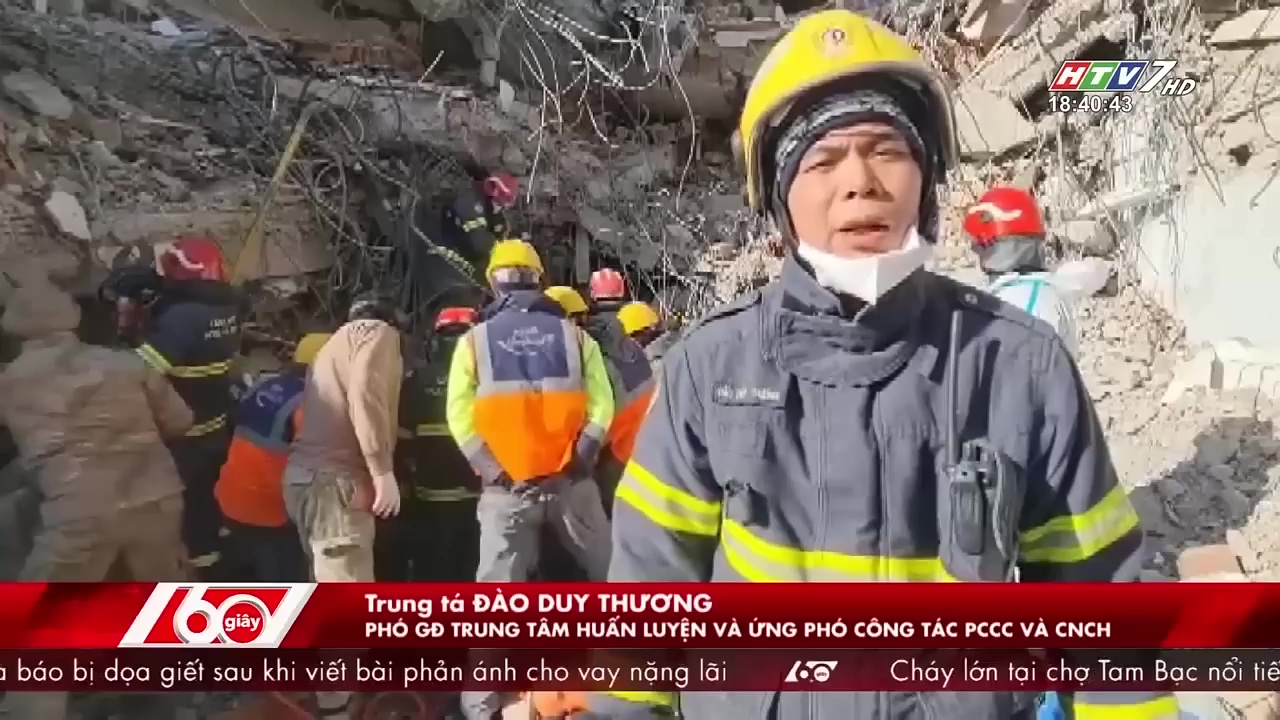 HTV7 HD
18:40:43
60 giây
Trung tá ĐÀO DUY THƯƠNG
PHÓ GĐ TRUNG TÂM HUẤN LUYỆN VÀ ỨNG PHÓ CÔNG TÁC PCCC VÀ CNCH
à báo bị dọa giết sau khi viết bài phản ánh cho vay nặng lãi 60 Cháy lớn tại chợ Tam Bạc nổi tiế